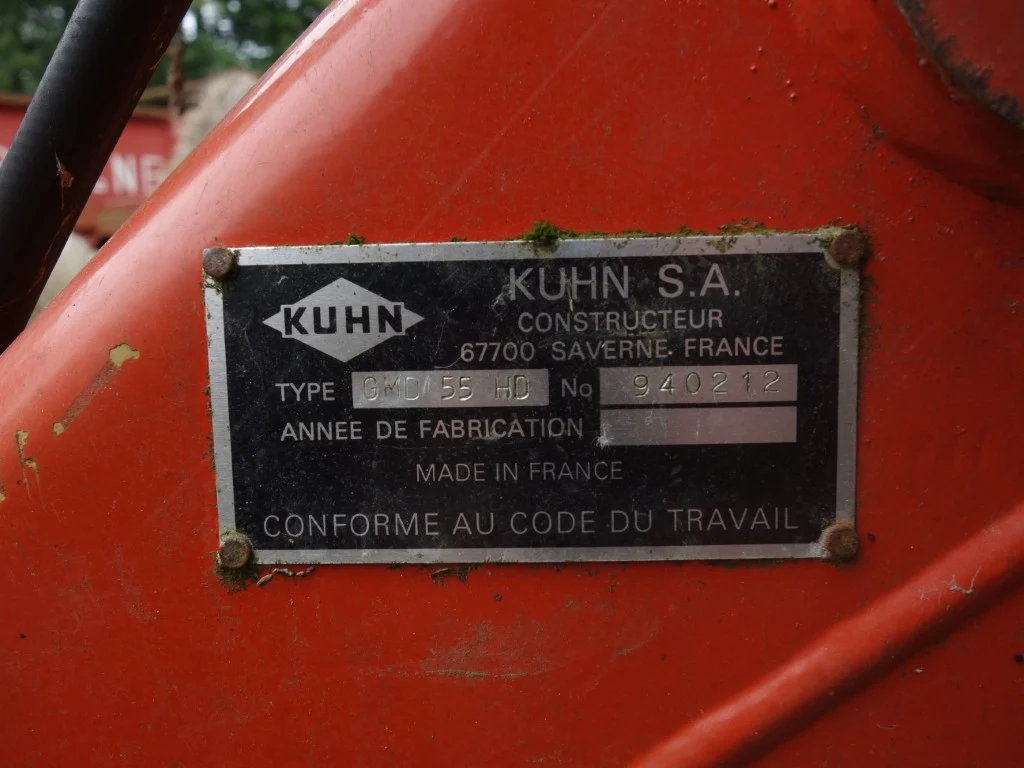 KUHN
KUHN S.A.
CONSTRUCTEUR
67700 SAVERNE. FRANCE
TYPE GMD 55 HD No 940212
ANNEE DE FABRICATION
MADE IN FRANCE
CONFORME AU CODE DU TRAVAIL